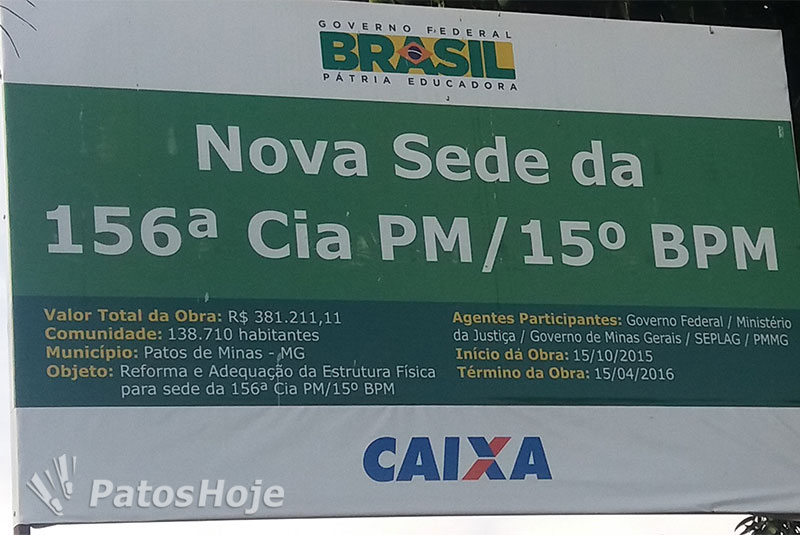 GOVERNO FEDERAL
BRASIL
PÁTRIA EDUCADORA
Nova Sede da
156ª Cia PM/15º BPM
Valor Total da Obra: R$ 381.211,11
Comunidade: 138.710 habitantes
Município: Patos de Minas - MG
Objeto: Reforma e Adequação da Estrutura Física
para sede da 156ª Cia PM/15º BPM
Agentes Participantes: Governo Federal / Ministério
da Justiça / Governo de Minas Gerais / SEPLAG / PMMG
Início da Obra: 15/10/2015
Término da Obra: 15/04/2016
CAIXA
PatosHoje